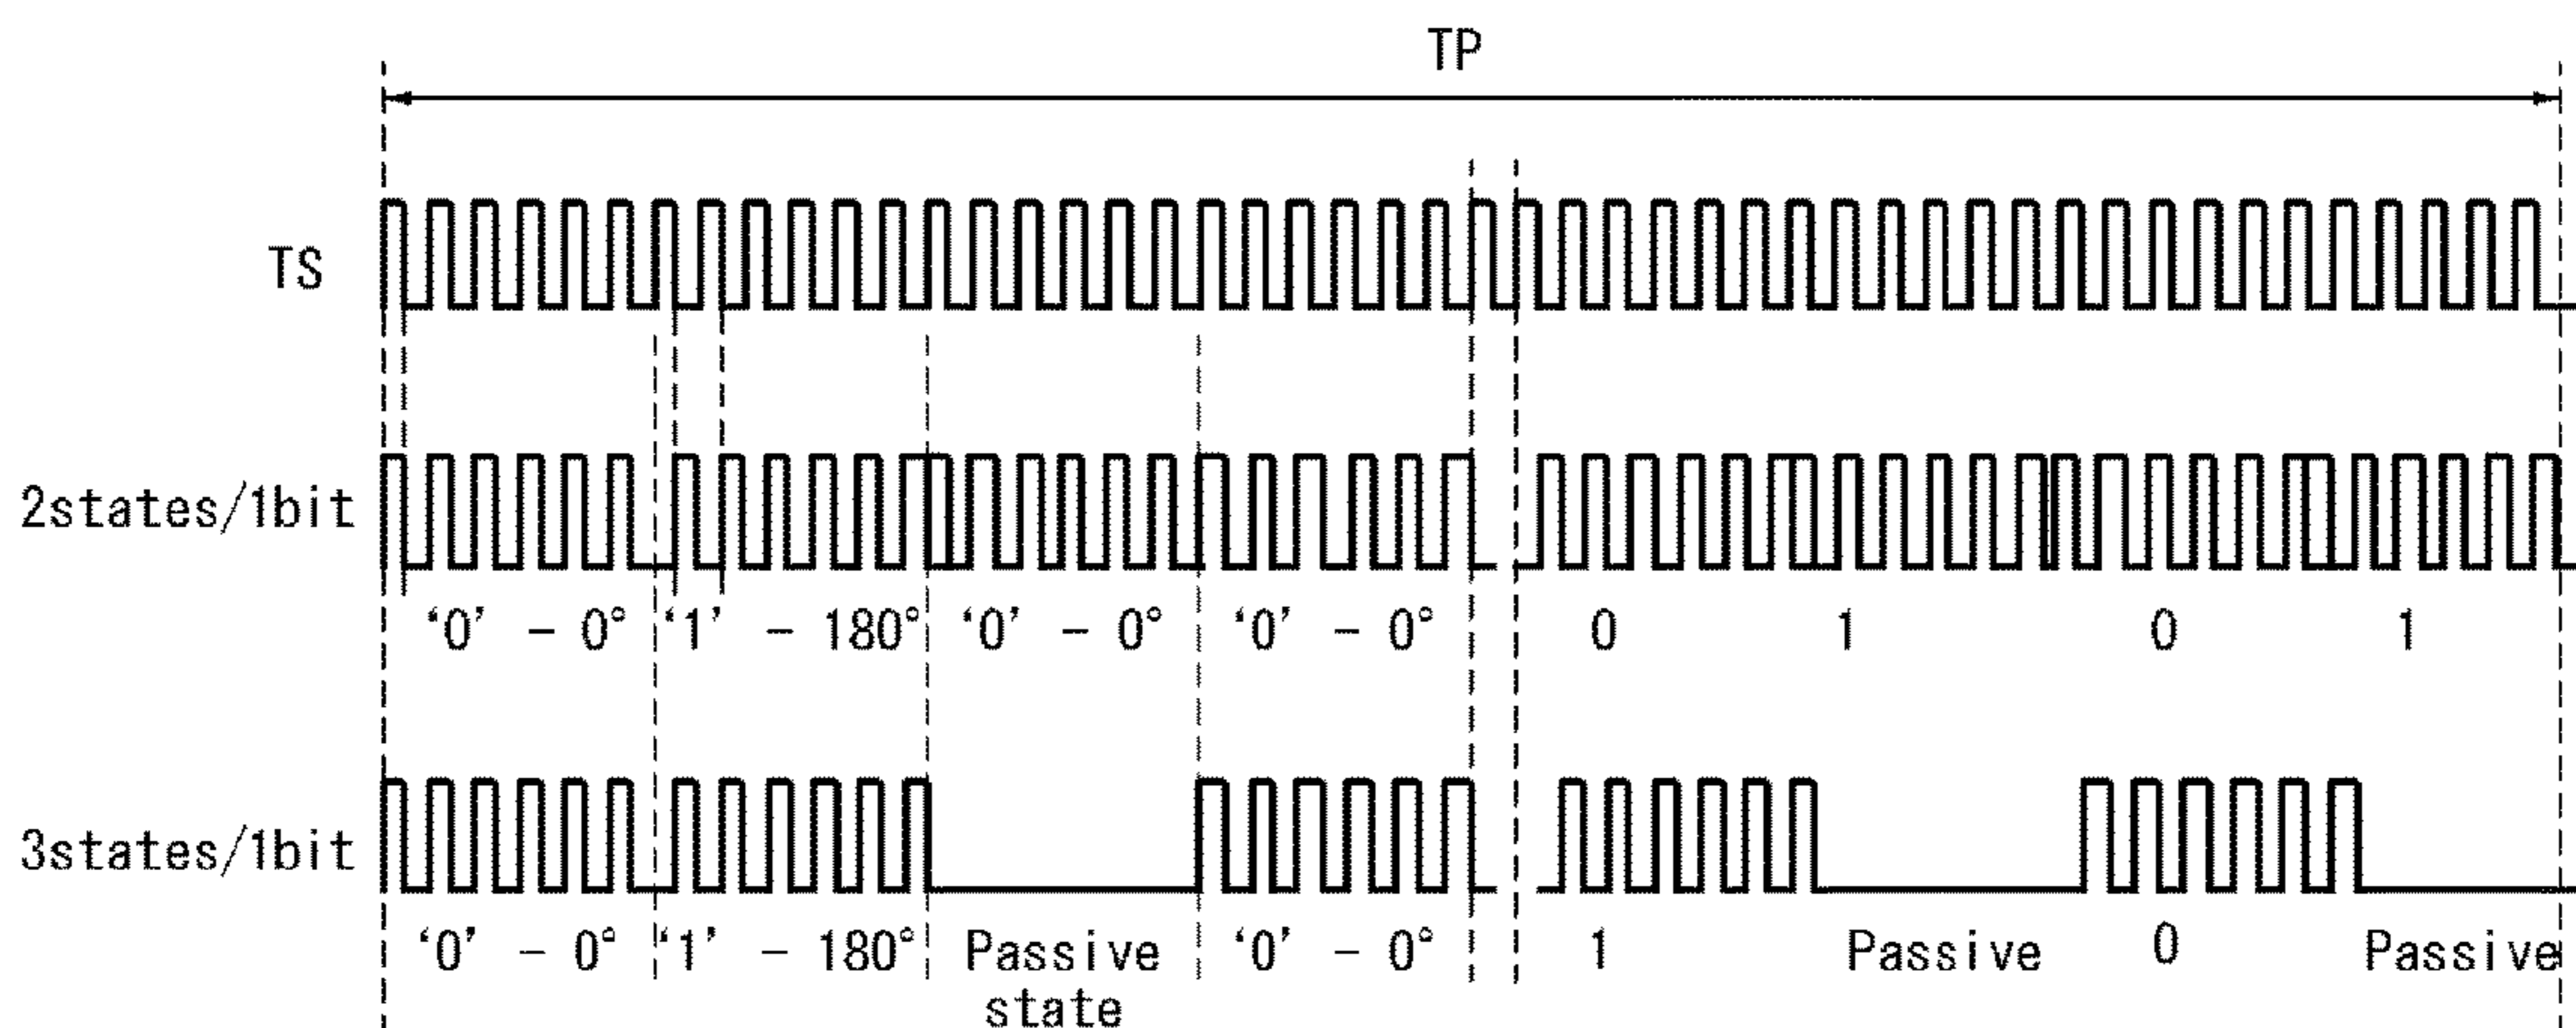 TP
TS
2states/1bit
‘0’ - 0° ‘1’ - 180° ‘0’ - 0° ‘0’ - 0° 0 1 0 1
3states/1bit
‘0’ - 0° ‘1’ - 180° Passive ‘0’ - 0° 1 Passive 0 Passive
state